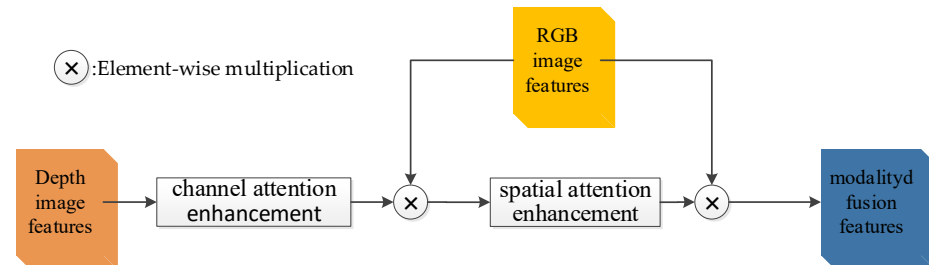 RGB
image
features
⊗:Element-wise multiplication
Depth
image
features
channel attention
enhancement
×
spatial attention
enhancement
×
modalityd
fusion
features